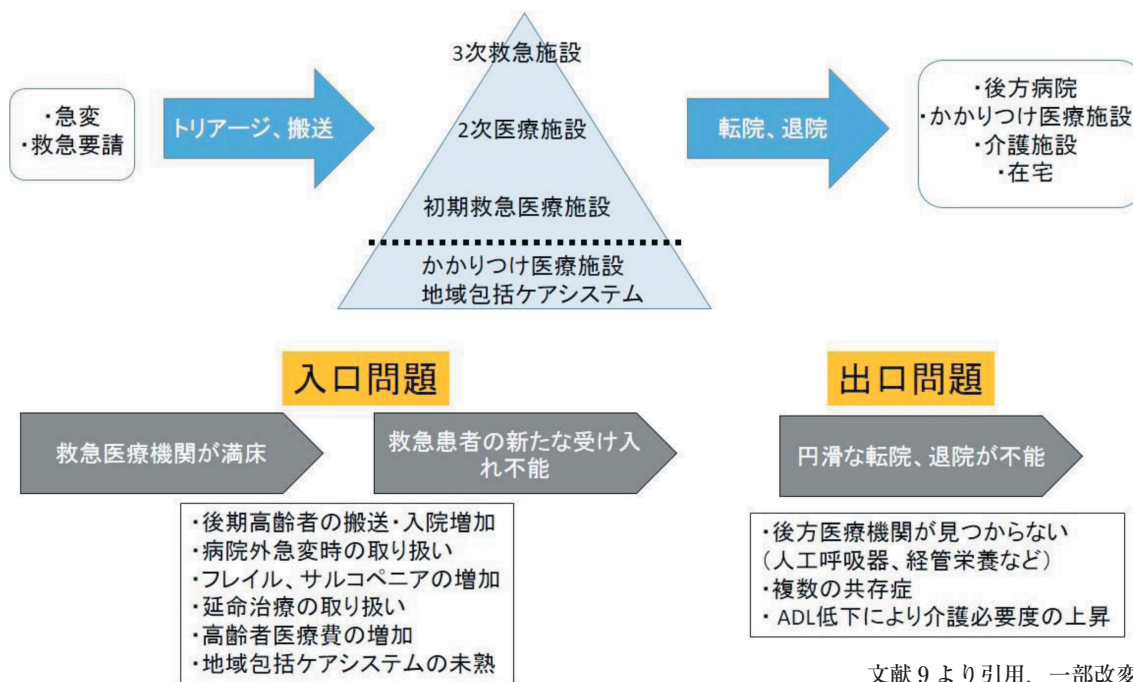 ・急変
・救急要請
トリアージ、搬送
3次救急施設
2次医療施設
初期救急医療施設
かかりつけ医療施設
地域包括ケアシステム
転院、退院
・後方病院
・かかりつけ医療施設
・介護施設
・在宅
入口問題
救急医療機関が満床
救急患者の新たな受け入
れ不能
・後期高齢者の搬送・入院増加
・病院外急変時の取り扱い
・フレイル、サルコペニアの増加
・延命治療の取り扱い
・高齢者医療費の増加
・地域包括ケアシステムの未熟
出口問題
円滑な転院、退院が不能
・後方医療機関が見つからない
（人工呼吸器、経管栄養など）
・複数の共存症
・ADL低下により介護必要度の上昇
文献9より引用，一部改変